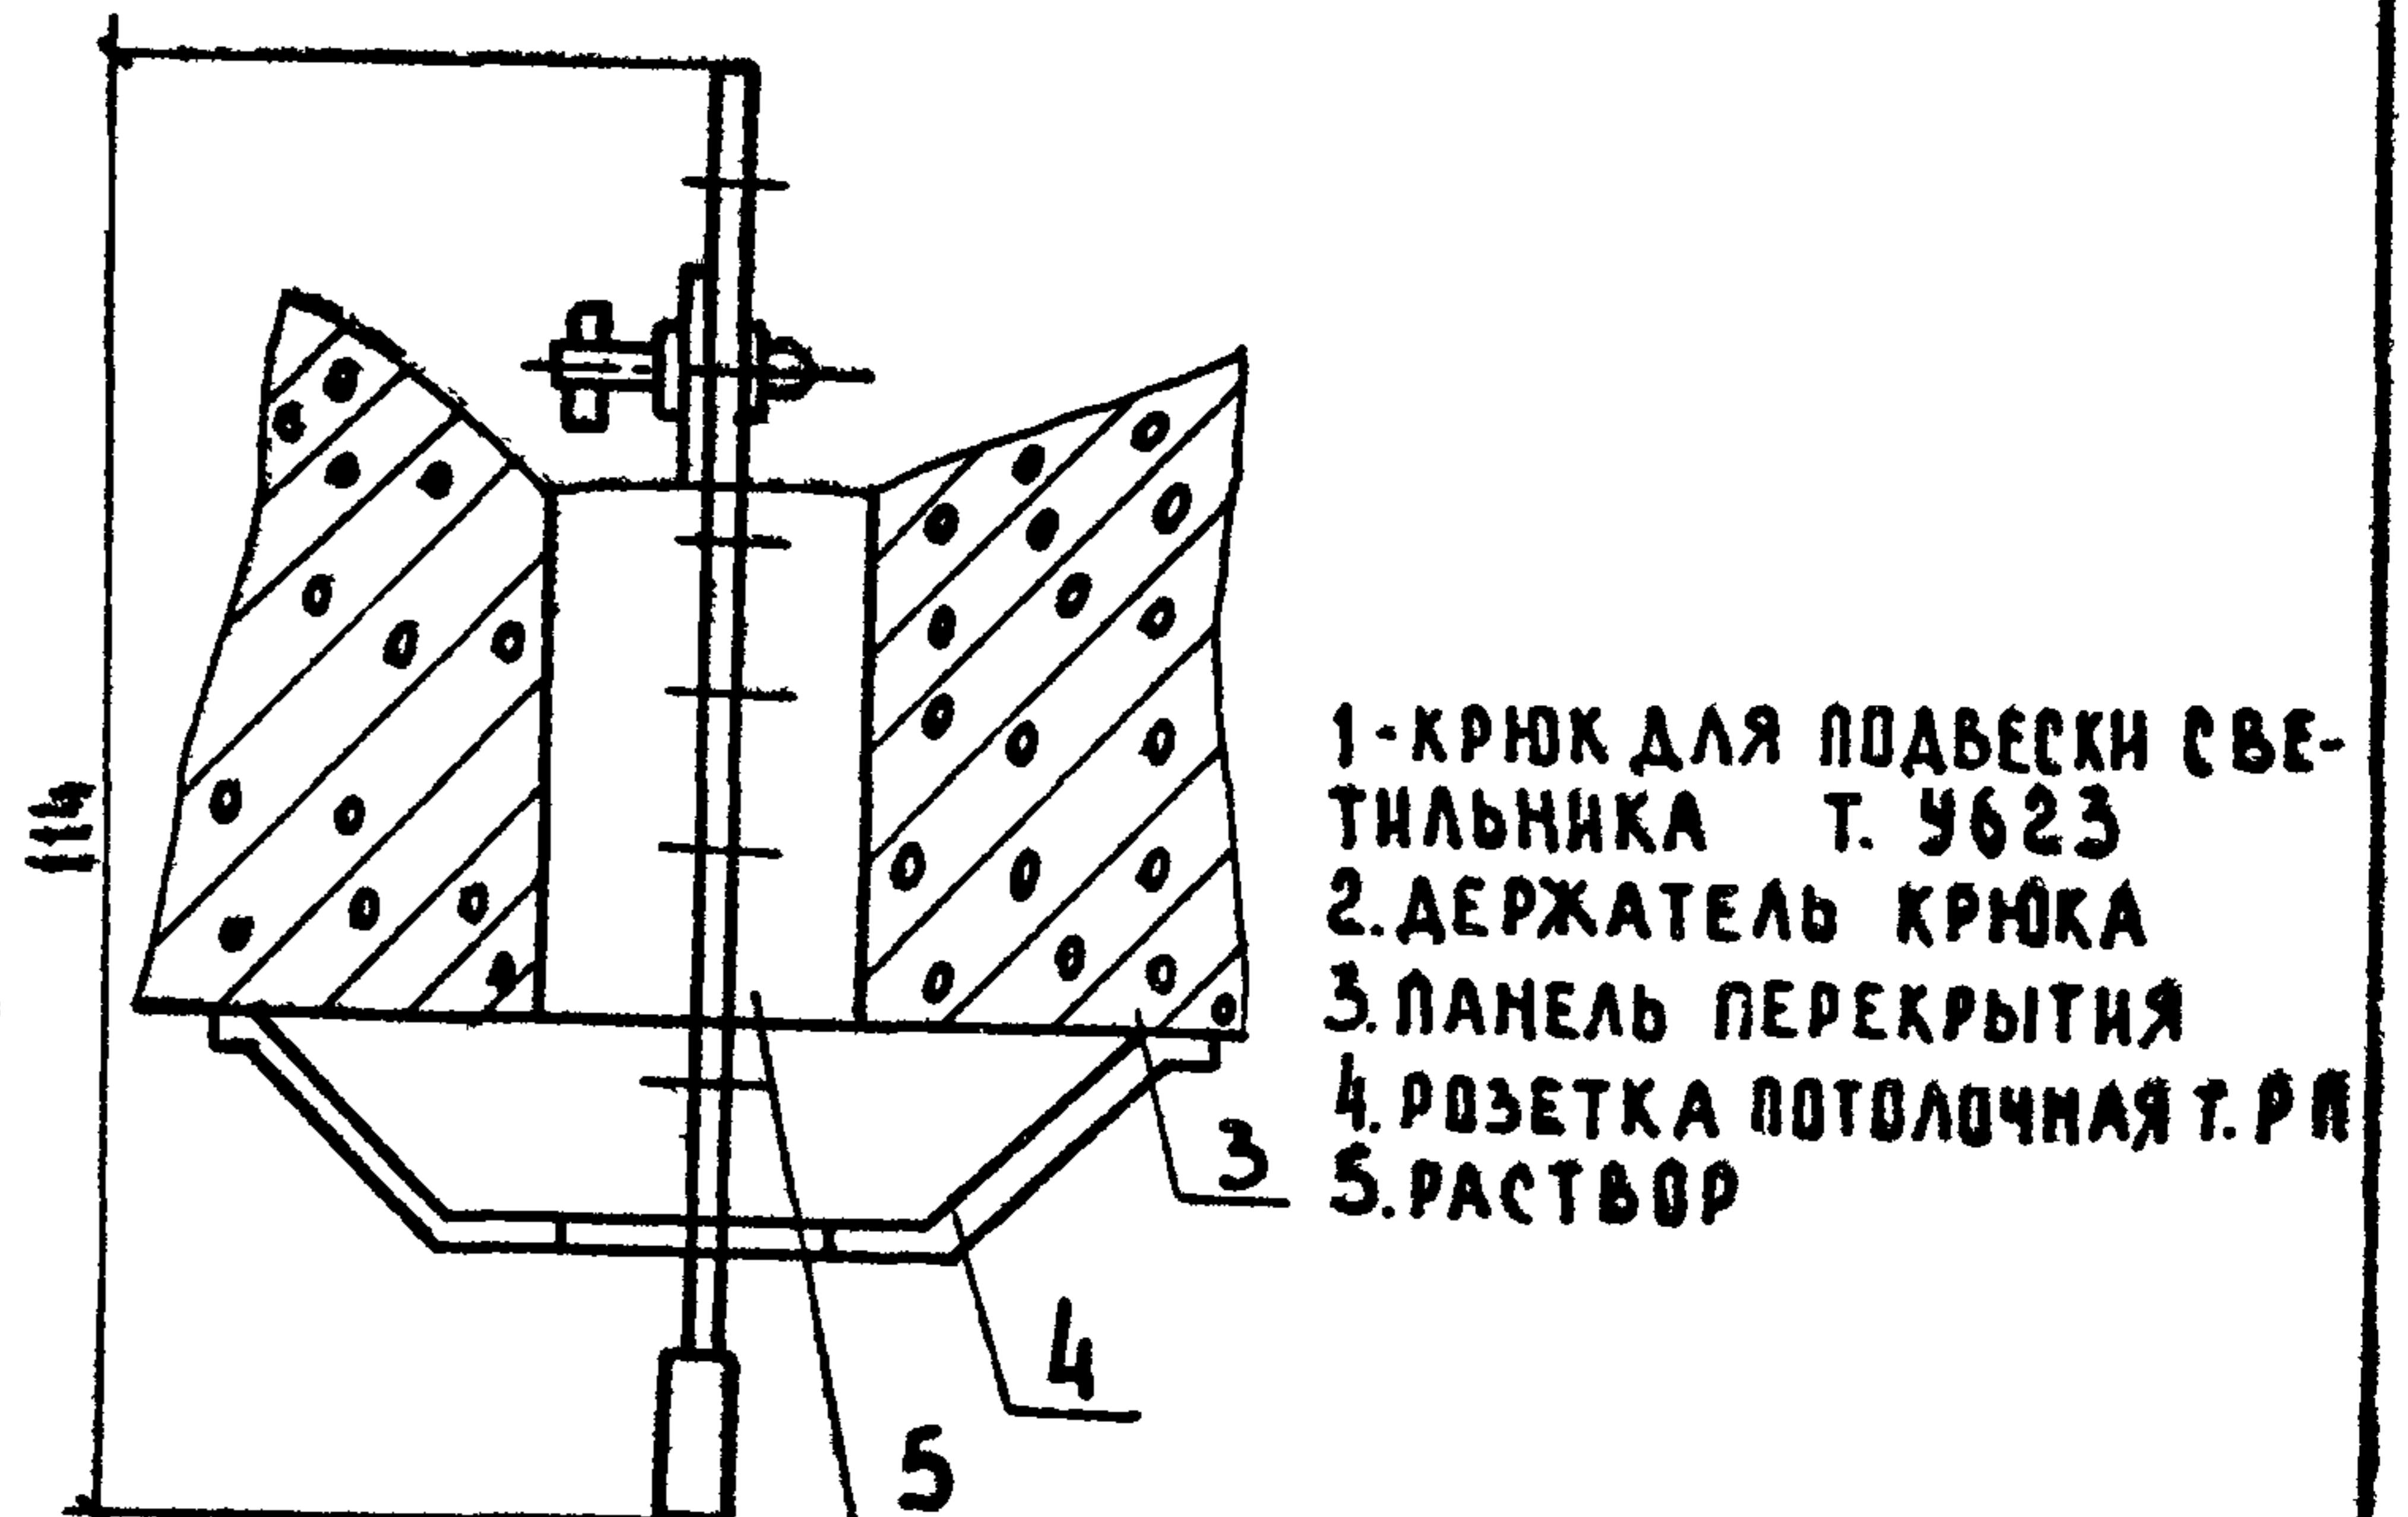 114
1-КРЮК ДЛЯ ПОДВЕСКИ СВЕ-
ТИЛЬНИКА Т. У623
2. ДЕРЖАТЕЛЬ КРЮКА
3. ПАНЕЛЬ ПЕРЕКРЫТИЯ
4. РОЗЕТКА ПОТОЛОЧНАЯ Т. РП
5. РАСТВОР
3
4
5